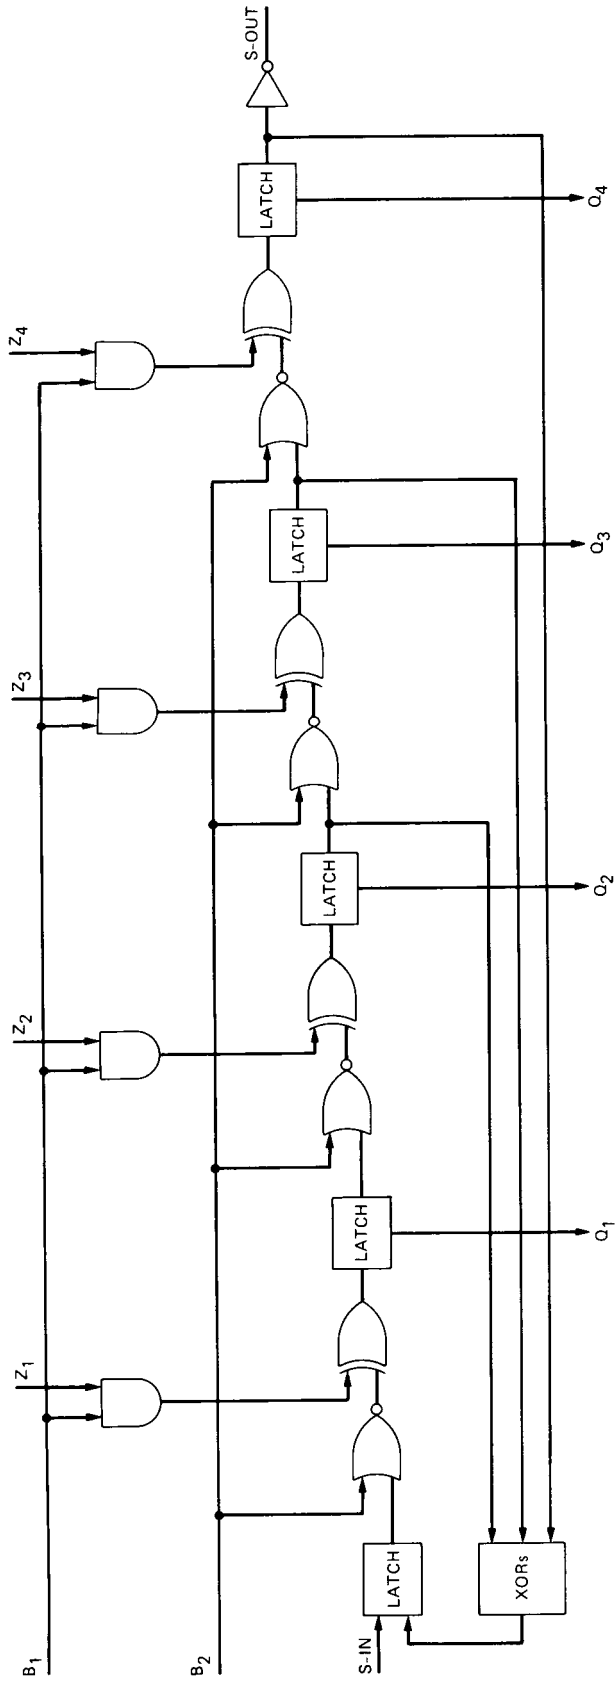 B1
Z1
Z2
Z3
Z4
B2
S-IN
LATCH
LATCH
LATCH
LATCH
LATCH
S-OUT
XORs
Q1
Q2
Q3
Q4